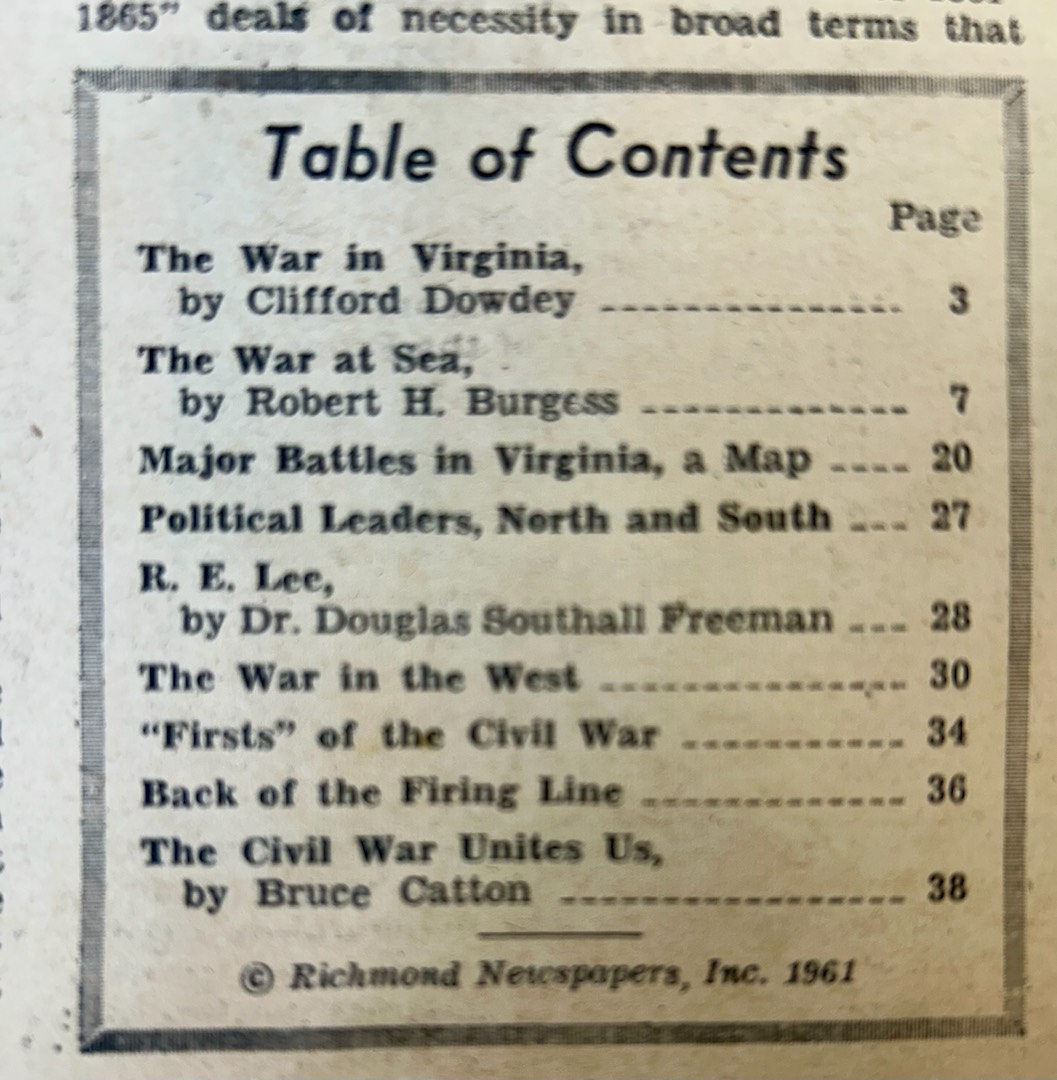 1865” deals of necessity in broad terms that
Table of Contents
Page
The War in Virginia,
by Clifford Dowdey --------------- 3
The War at Sea,
by Robert H. Burgess ------------- 7
Major Battles in Virginia, a Map ---- 20
Political Leaders, North and South --- 27
R. E. Lee,
by Dr. Douglas Southall Freeman --- 28
The War in the West --------------- 30
“Firsts” of the Civil War ----------- 34
Back of the Firing Line ------------- 36
The Civil War Unites Us,
by Bruce Catton ----------------- 38
© Richmond Newspapers, Inc. 1961